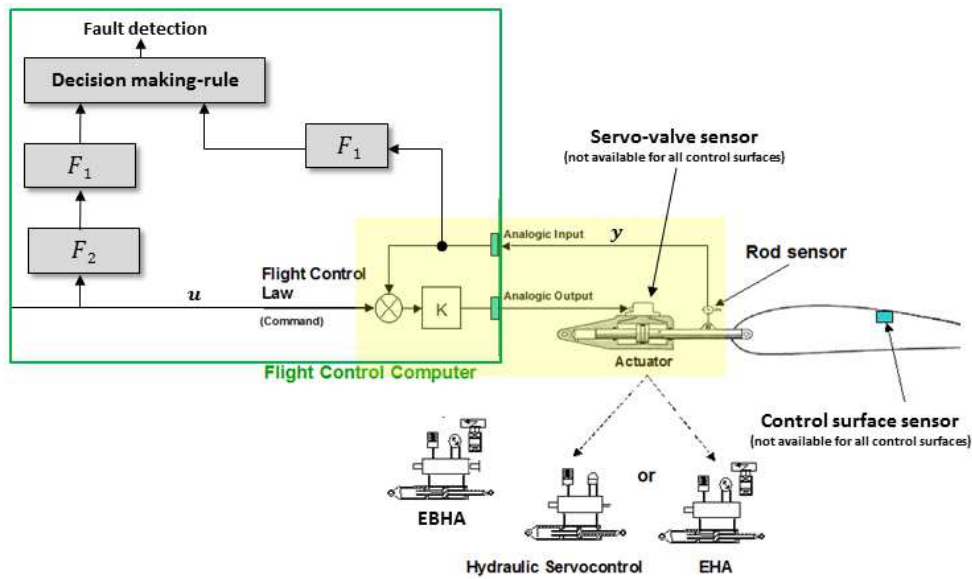 Fault detection
Decision making-rule
F₁
F₁
F₂
Servo-valve sensor
(not available for all control surfaces)
Analogic Input
y
Rod sensor
u
Flight Control
Law
(Command)
K
Analogic Output
Actuator
Flight Control Computer
Control surface sensor
(not available for all control surfaces)
EBHA
or
Hydraulic Servocontrol
EHA